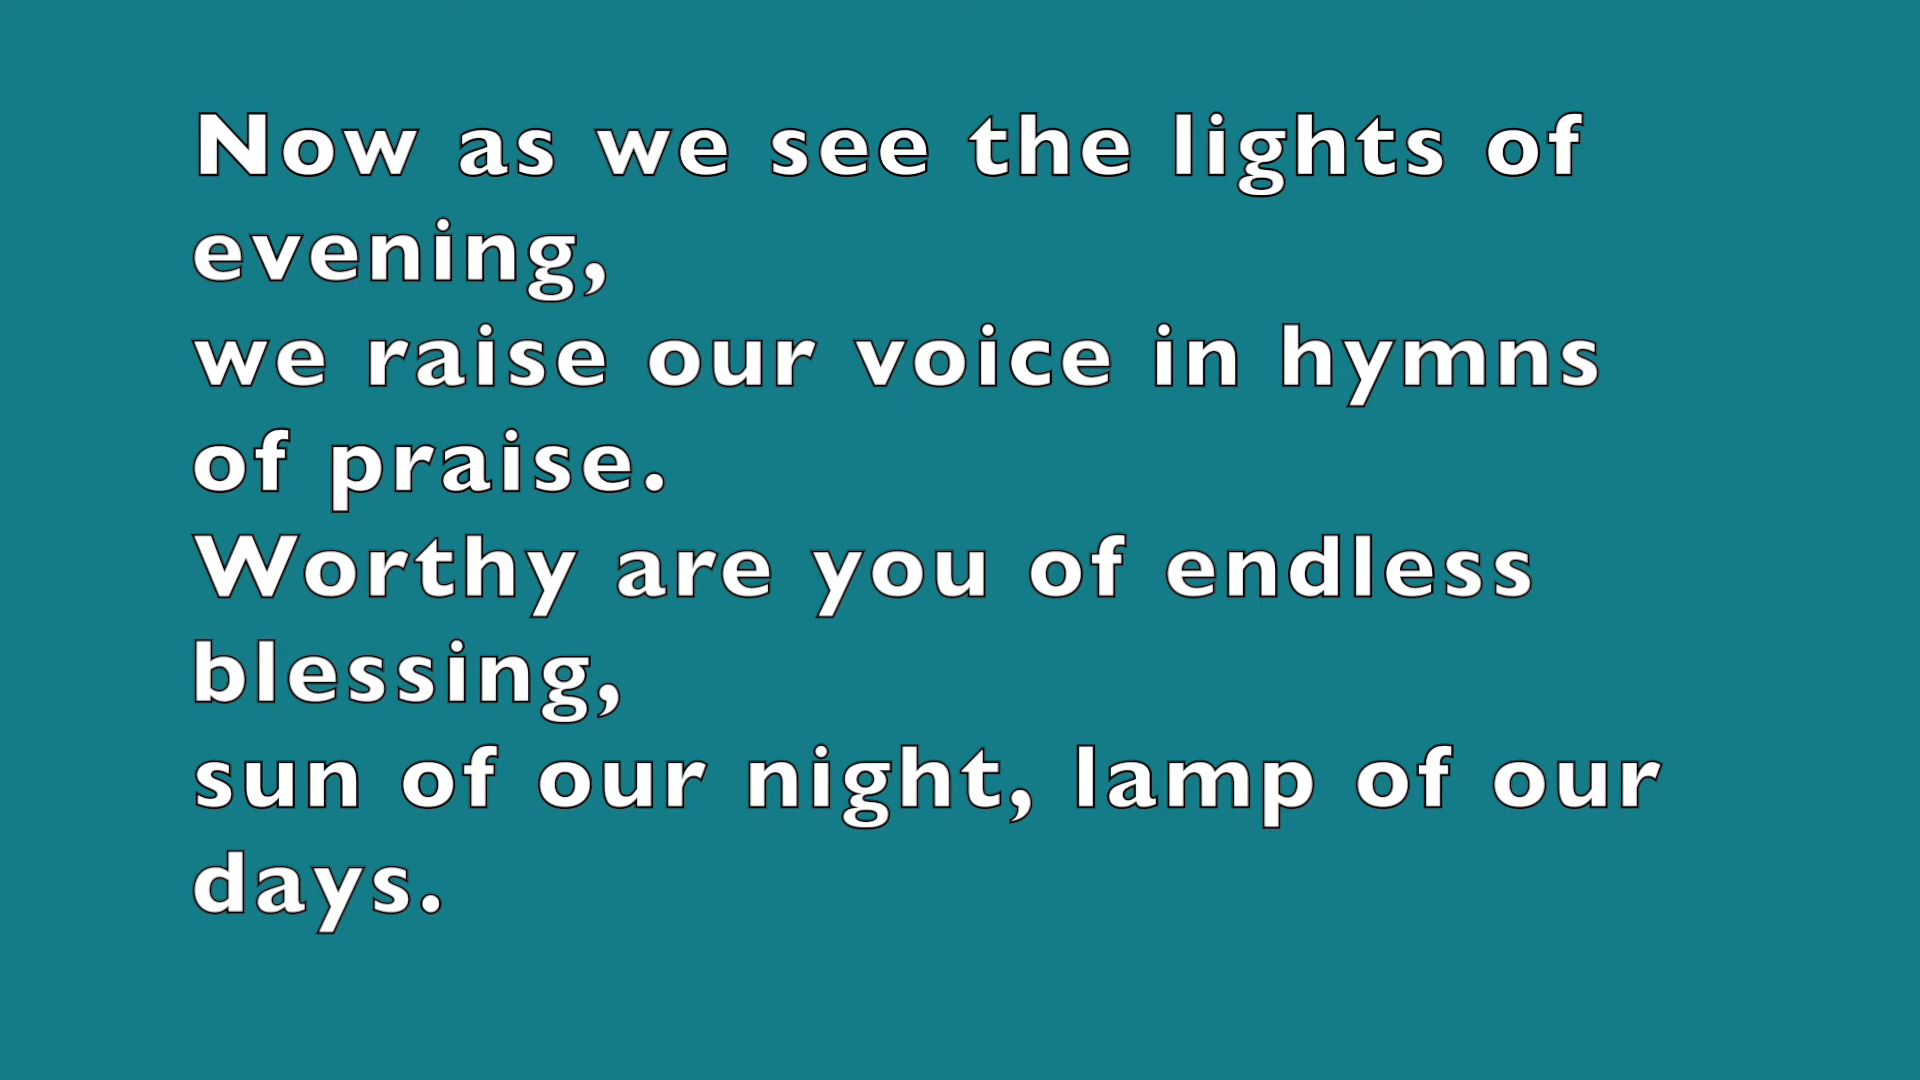 Now as we see the lights of
evening,
we raise our voice in hymns
of praise.
Worthy are you of endless
blessing,
sun of our night, lamp of our
days.